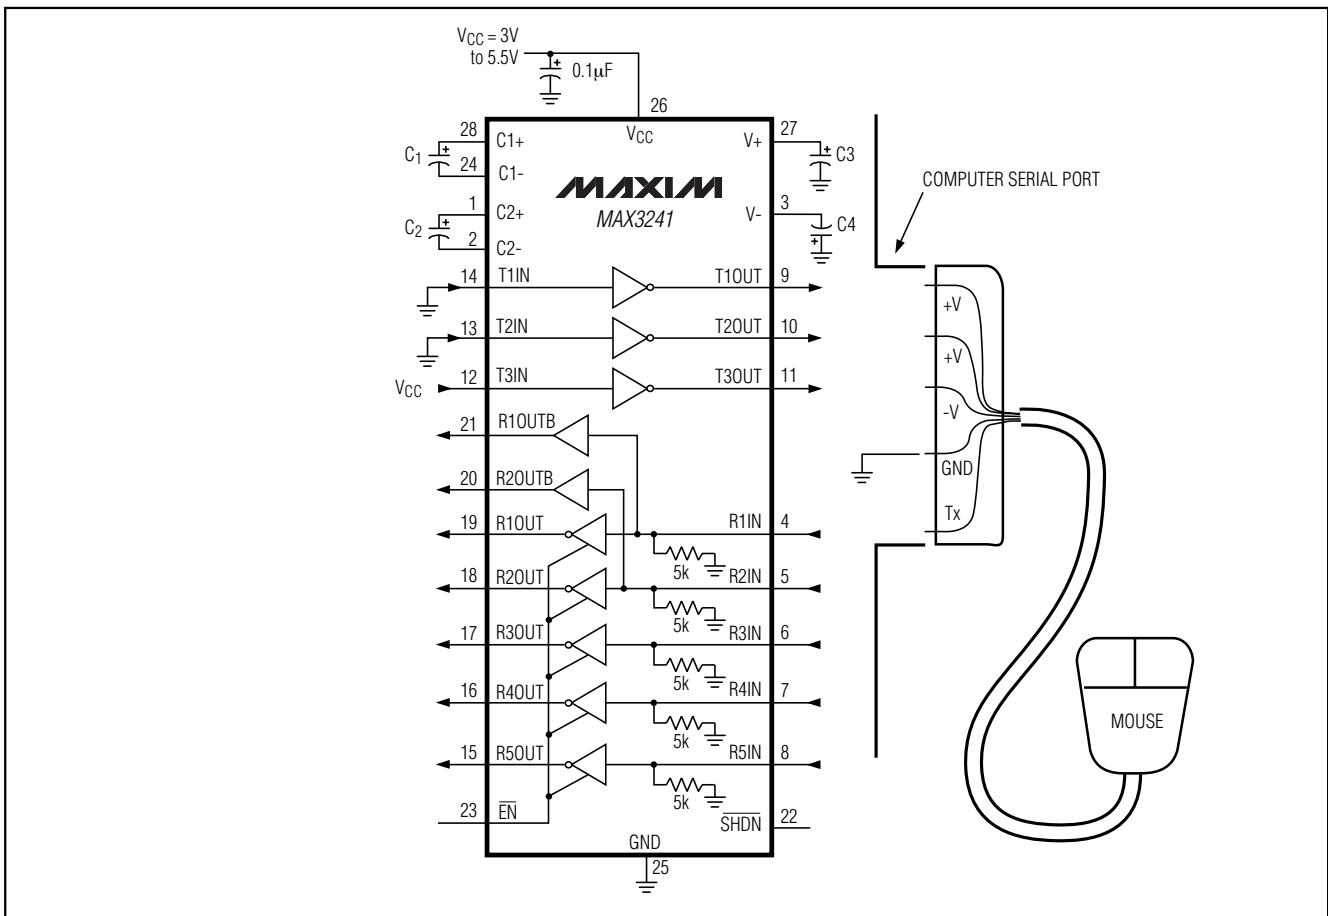 VCC = 3V
to 5.5V
0.1µF
26
VCC
28
C1+
C1
24
C1-
1
C2+
C2
2
C2-
V+
27
C3
V-
3
C4
MAXIM
MAX3241
COMPUTER SERIAL PORT
14
T1IN
T1OUT
9
13
T2IN
T2OUT
10
VCC
12
T3IN
T3OUT
11
21
R1OUTB
20
R2OUTB
19
R1OUT
R1IN
4
5k
18
R2OUT
R2IN
5
5k
17
R3OUT
R3IN
6
5k
16
R4OUT
R4IN
7
5k
15
R5OUT
R5IN
8
5k
23
EN
SHDN
22
GND
25
+V
+V
-V
GND
Tx
MOUSE